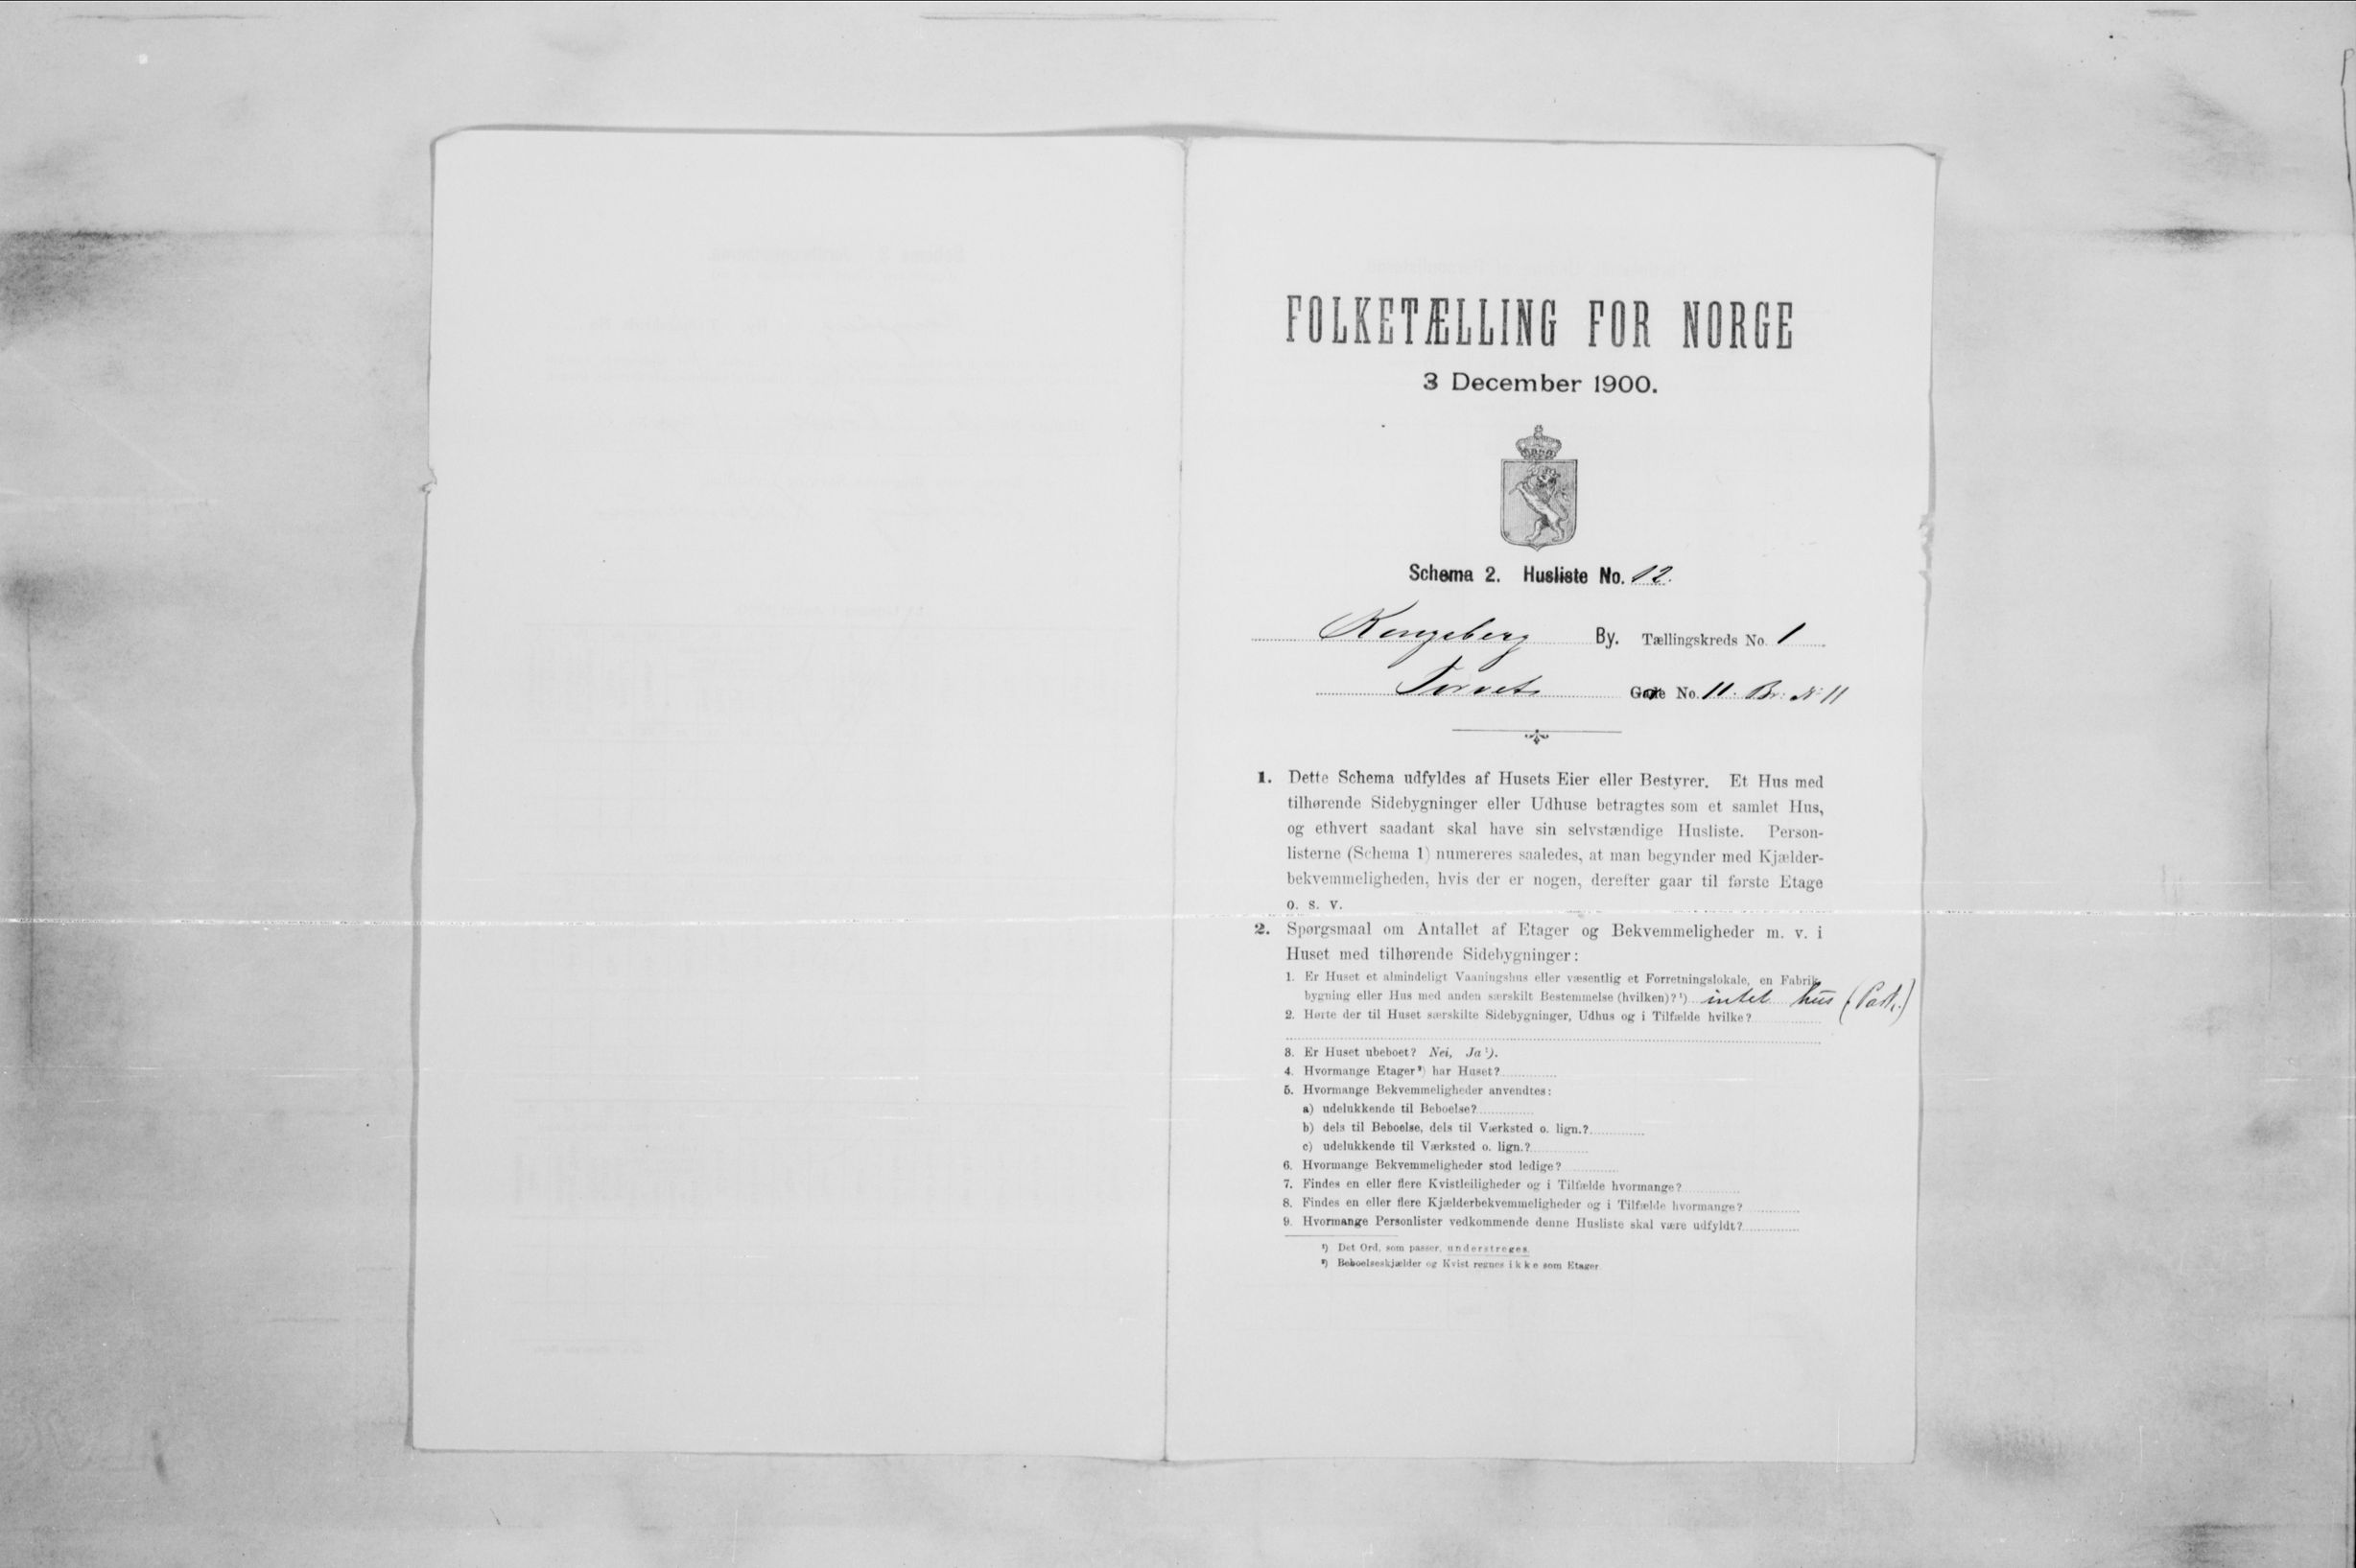 FOLKETÆLLING FOR NORGE
3 December 1900.
Schema 2. Husliste No. 12.
Kongsberg By. Tællingskreds No. 1
Torvet Gade No. 11. Br: N: 11
1. Dette Schema udfyldes af Husets Eier eller Bestyrer. Et Hus med
tilhørende Sidebygninger eller Udhuse betragtes som et samlet Hus,
og ethvert saadant skal have sin selvstændige Husliste. Person-
listerne (Schema 1) numereres saaledes, at man begynder med Kjælder-
bekvemmeligheden, hvis der er nogen, derefter gaar til første Etage
o. s. v.
2. Spørgsmaal om Antallet af Etager og Bekvemmeligheder m. v. i
Huset med tilhørende Sidebygninger:
1. Er Huset et almindeligt Vaaningshus eller væsentlig et Forretningslokale, en Fabrik-
bygning eller Hus med anden særskilt Bestemmelse (hvilken)? ¹) intet hus (Park.)
2. Hørte der til Huset særskilte Sidebygninger, Udhus og i Tilfælde hvilke?
3. Er Huset ubeboet? Nei, Ja ¹).
4. Hvormange Etager ²) har Huset?
5. Hvormange Bekvemmeligheder anvendtes:
a) udelukkende til Beboelse?
b) dels til Beboelse, dels til Værksted o. lign.?
c) udelukkende til Værksted o. lign.?
6. Hvormange Bekvemmeligheder stod ledige?
7. Findes en eller flere Kvistleiligheder og i Tilfælde hvormange?
8. Findes en eller flere Kjælderbekvemmeligheder og i Tilfælde hvormange?
9. Hvormange Personlister vedkommende denne Husliste skal være udfyldt?
¹) Det Ord, som passer, understreges.
²) Beboelseskjælder og Kvist regnes ikke som Etager.